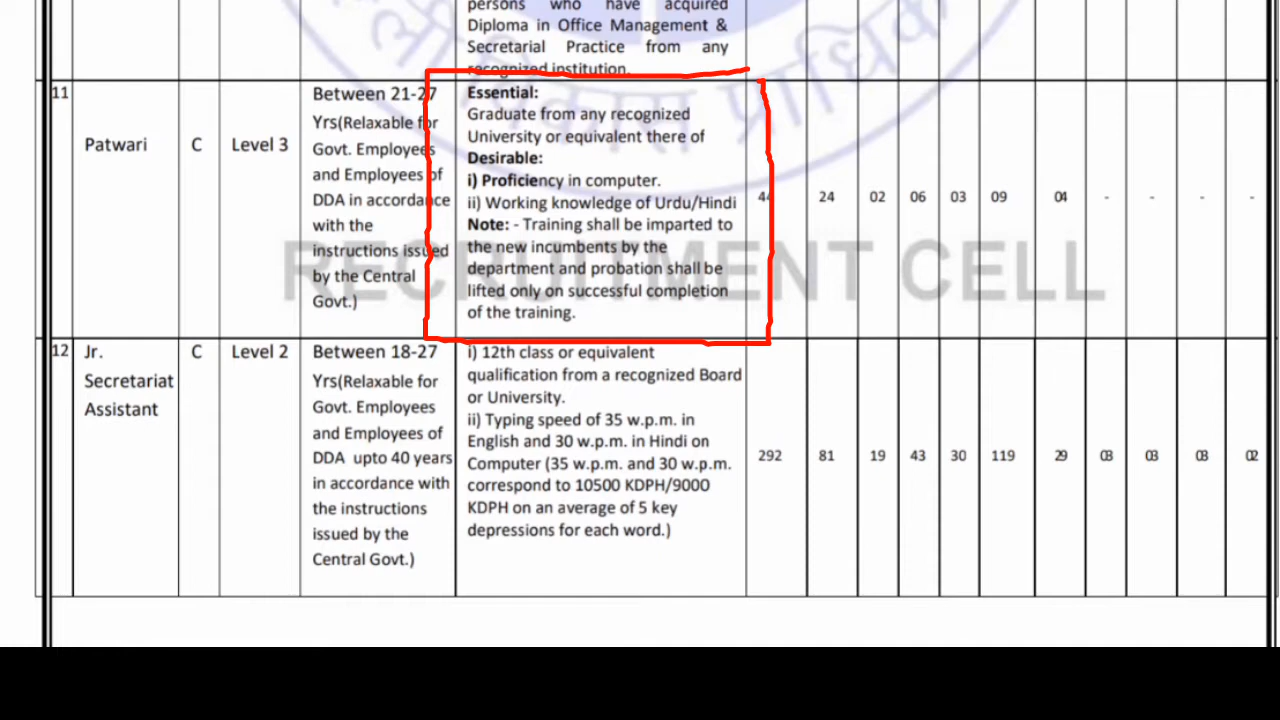 persons who have acquired
Diploma in Office Management &
Secretarial Practice from any
recognized institution.
11
Patwari
C
Level 3
Between 21-27
Yrs(Relaxable for
Govt. Employees
and Employees of
DDA in accordance
with the
instructions issued
by the Central
Govt.)
Essential:
Graduate from any recognized
University or equivalent there of
Desirable:
i) Proficiency in computer.
ii) Working knowledge of Urdu/Hindi
Note: - Training shall be imparted to
the new incumbents by the
department and probation shall be
lifted only on successful completion
of the training.
44 24 02 06 03 09 04 - - - -
RECRUITMENT CELL
12
Jr.
Secretariat
Assistant
C
Level 2
Between 18-27
Yrs(Relaxable for
Govt. Employees
and Employees of
DDA upto 40 years
in accordance with
the instructions
issued by the
Central Govt.)
i) 12th class or equivalent
qualification from a recognized Board
or University.
ii) Typing speed of 35 w.p.m. in
English and 30 w.p.m. in Hindi on
Computer (35 w.p.m. and 30 w.p.m.
correspond to 10500 KDPH/9000
KDPH on an average of 5 key
depressions for each word.)
292 81 19 43 30 119 29 03 03 03 02